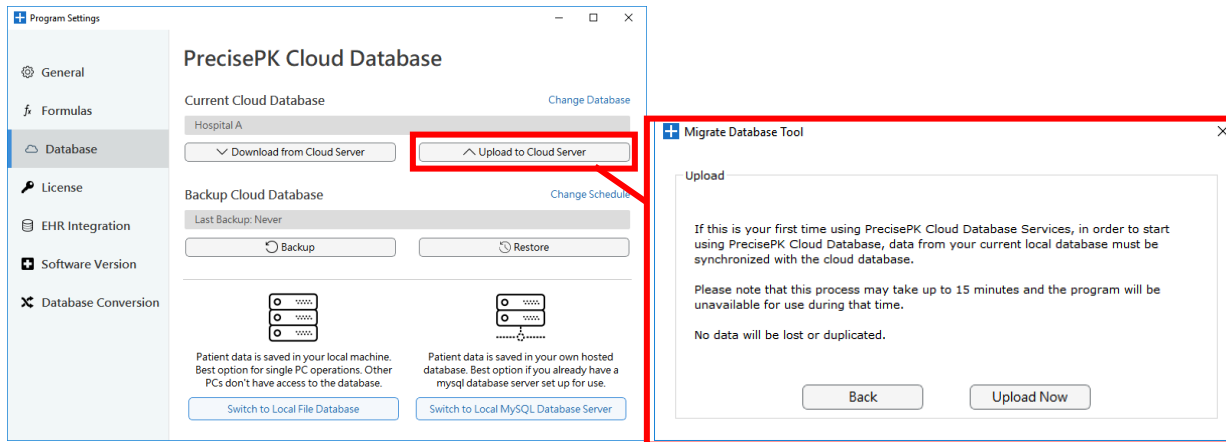 Program Settings
PrecisePK Cloud Database
General
Formulas
Database
License
EHR Integration
Software Version
Database Conversion
Current Cloud Database
Change Database
Hospital A
Download from Cloud Server
Upload to Cloud Server
Backup Cloud Database
Change Schedule
Last Backup: Never
Backup
Restore
Patient data is saved in your local machine.
Best option for single PC operations. Other
PCs don't have access to the database.
Switch to Local File Database
Patient data is saved in your own hosted
database. Best option if you already have a
mysql database server set up for use.
Switch to Local MySQL Database Server
Migrate Database Tool
Upload
If this is your first time using PrecisePK Cloud Database Services, in order to start
using PrecisePK Cloud Database, data from your current local database must be
synchronized with the cloud database.
Please note that this process may take up to 15 minutes and the program will be
unavailable for use during that time.
No data will be lost or duplicated.
Back
Upload Now